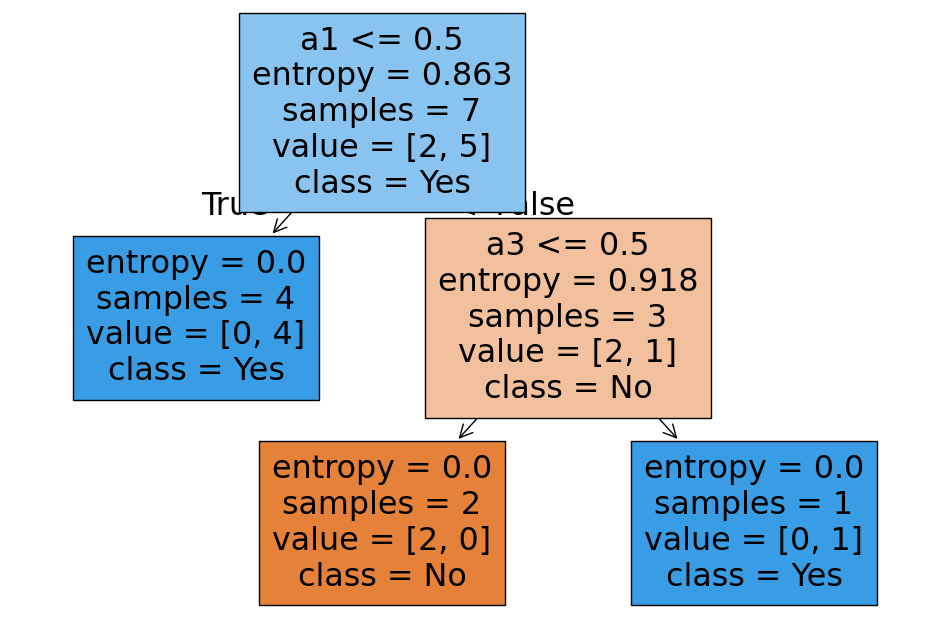 a1 <= 0.5
entropy = 0.863
samples = 7
value = [2, 5]
class = Yes
True
False
entropy = 0.0
samples = 4
value = [0, 4]
class = Yes
a3 <= 0.5
entropy = 0.918
samples = 3
value = [2, 1]
class = No
entropy = 0.0
samples = 2
value = [2, 0]
class = No
entropy = 0.0
samples = 1
value = [0, 1]
class = Yes